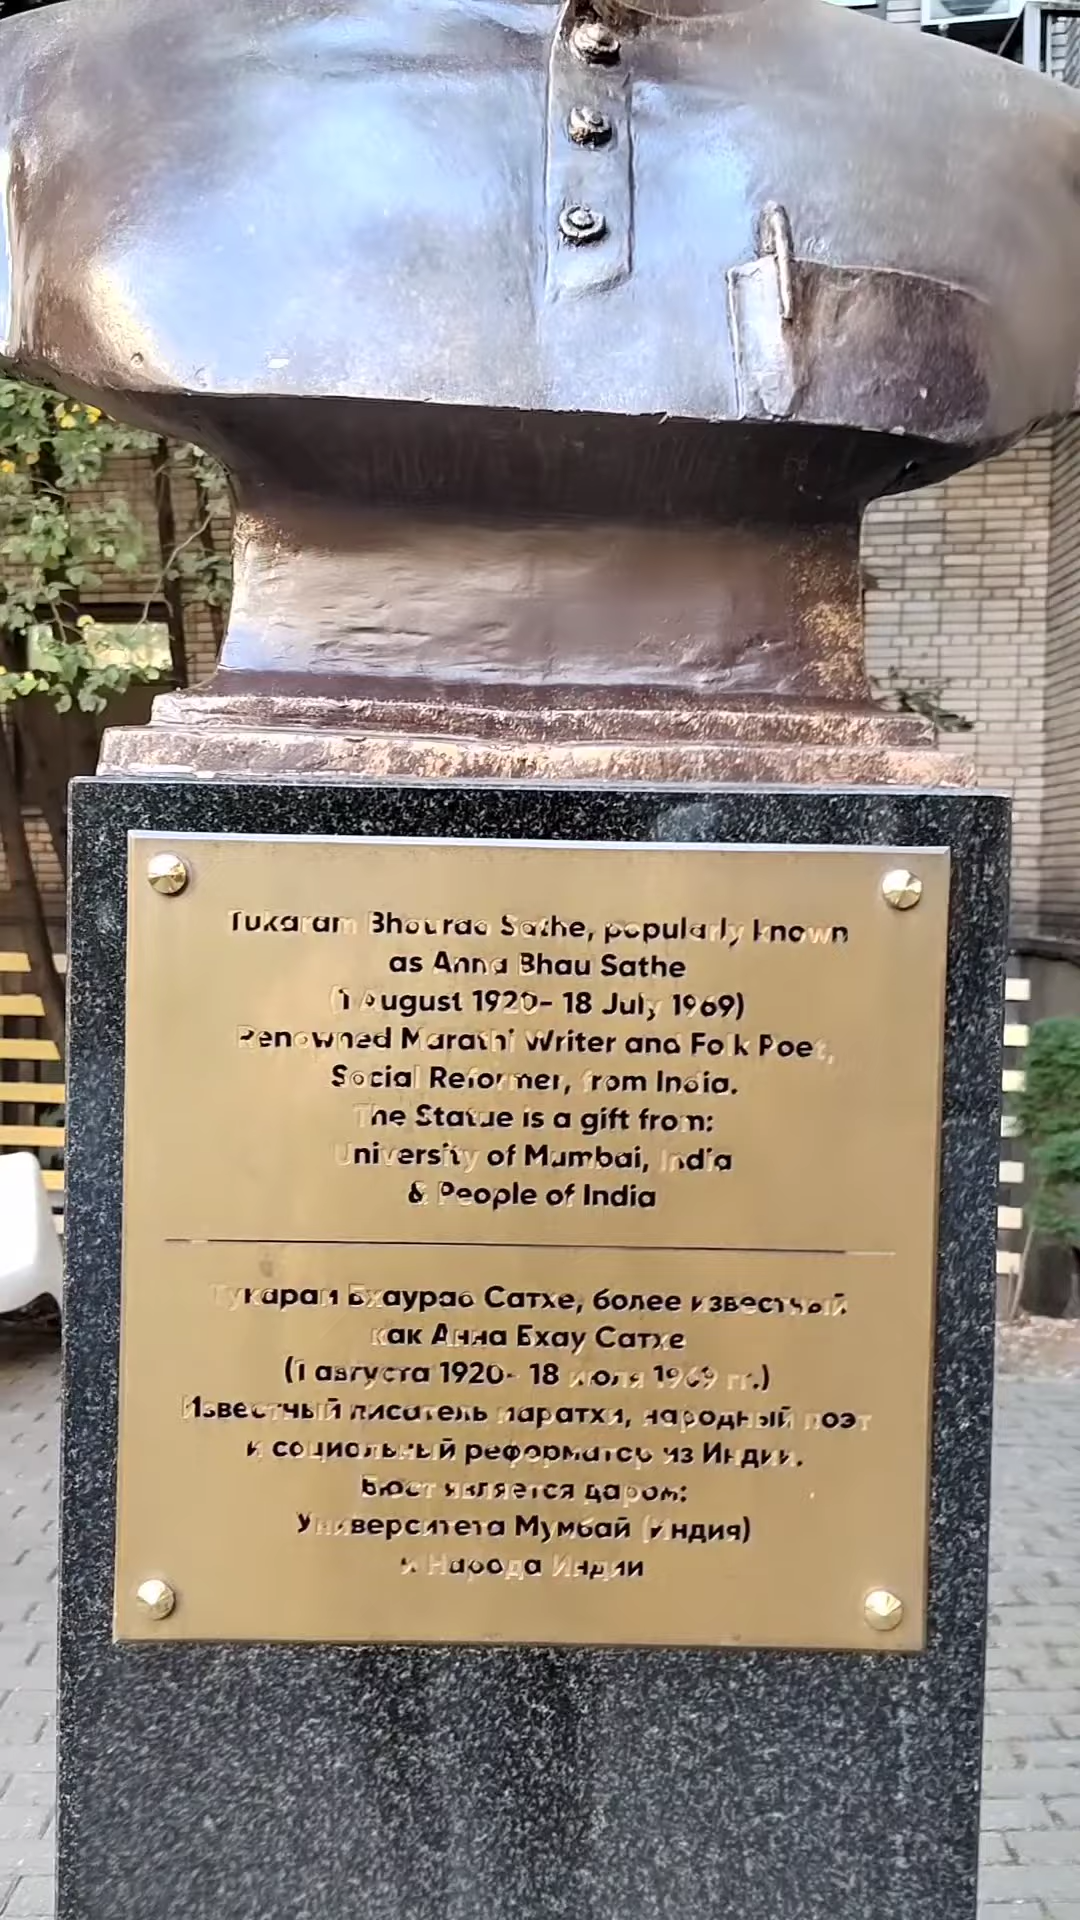 Tukaram Bhaurao Sathe, popularly known
as Anna Bhau Sathe
(1 August 1920- 18 July 1969)
Renowned Marathi Writer and Folk Poet,
Social Reformer, from India.
The Statue is a gift from:
University of Mumbai, India
& People of India
Тукарам Бхаурао Сатхе, более известный
как Анна Бхау Сатхе
(1 августа 1920- 18 июля 1969 гг.)
Известный писатель маратхи, народный поэт
и социальный реформатор из Индии.
Бюст является даром:
Университета Мумбай (Индия)
и Народа Индии